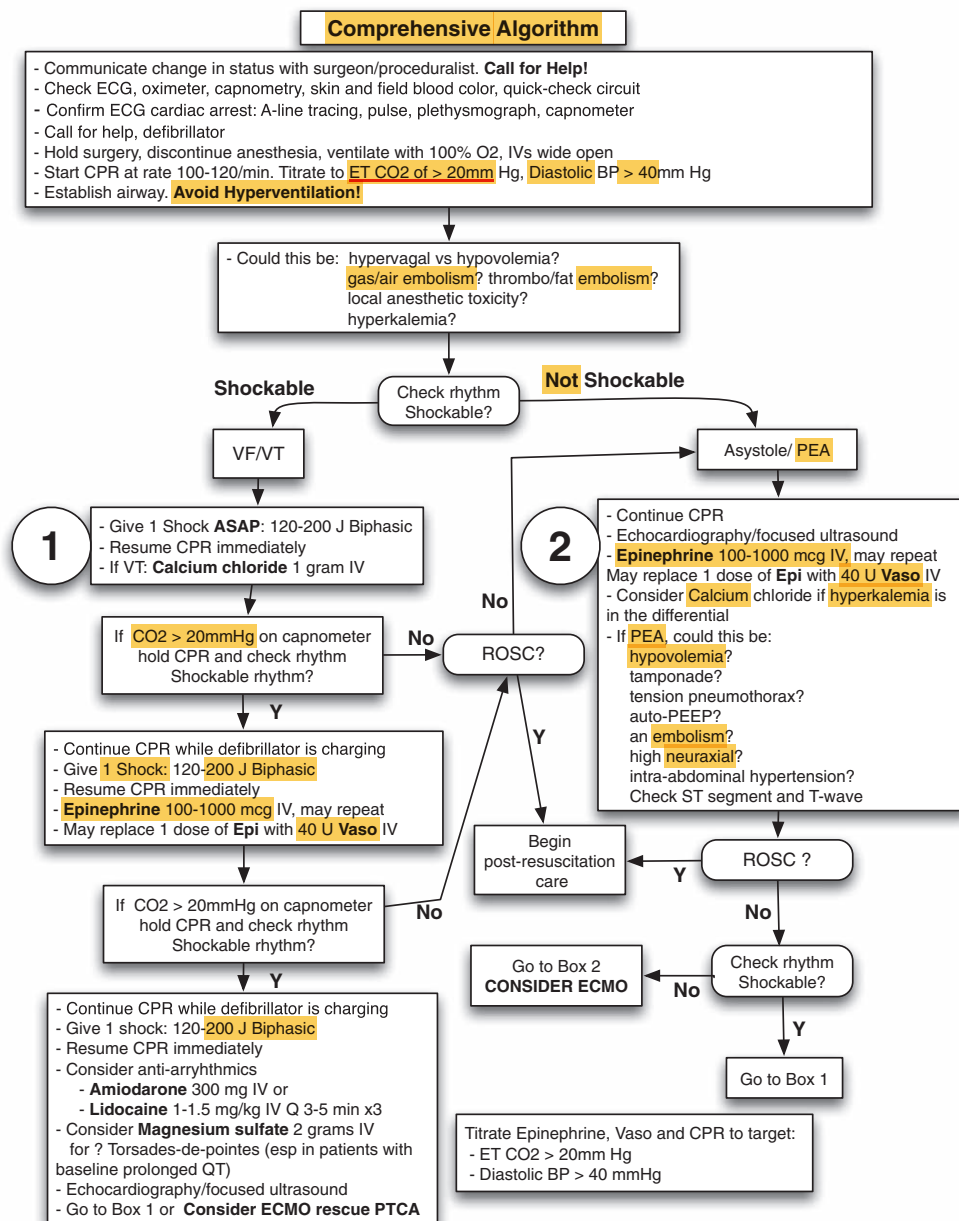 Comprehensive Algorithm
- Communicate change in status with surgeon/proceduralist. Call for Help!
- Check ECG, oximeter, capnometry, skin and field blood color, quick-check circuit
- Confirm ECG cardiac arrest: A-line tracing, pulse, plethysmograph, capnometer
- Call for help, defibrillator
- Hold surgery, discontinue anesthesia, ventilate with 100% O2, IVs wide open
- Start CPR at rate 100-120/min. Titrate to ET CO2 of > 20mm Hg, Diastolic BP > 40mm Hg
- Establish airway. Avoid Hyperventilation!
- Could this be: hypervagal vs hypovolemia?
gas/air embolism? thrombo/fat embolism?
local anesthetic toxicity?
hyperkalemia?
Check rhythm
Shockable?
Shockable
Not Shockable
VF/VT
Asystole/ PEA
1
- Give 1 Shock ASAP: 120-200 J Biphasic
- Resume CPR immediately
- If VT: Calcium chloride 1 gram IV
If CO2 > 20mmHg on capnometer
hold CPR and check rhythm
Shockable rhythm?
No
Y
- Continue CPR while defibrillator is charging
- Give 1 Shock: 120-200 J Biphasic
- Resume CPR immediately
- Epinephrine 100-1000 mcg IV, may repeat
- May replace 1 dose of Epi with 40 U Vaso IV
If CO2 > 20mmHg on capnometer
hold CPR and check rhythm
Shockable rhythm?
No
Y
- Continue CPR while defibrillator is charging
- Give 1 shock: 120-200 J Biphasic
- Resume CPR immediately
- Consider anti-arryhthmics
- Amiodarone 300 mg IV or
- Lidocaine 1-1.5 mg/kg IV Q 3-5 min x3
- Consider Magnesium sulfate 2 grams IV
for ? Torsades-de-pointes (esp in patients with
baseline prolonged QT)
- Echocardiography/focused ultrasound
- Go to Box 1 or Consider ECMO rescue PTCA
ROSC?
No
Y
2
- Continue CPR
- Echocardiography/focused ultrasound
- Epinephrine 100-1000 mcg IV, may repeat
May replace 1 dose of Epi with 40 U Vaso IV
- Consider Calcium chloride if hyperkalemia is
in the differential
- If PEA, could this be:
hypovolemia?
tamponade?
tension pneumothorax?
auto-PEEP?
an embolism?
high neuraxial?
intra-abdominal hypertension?
Check ST segment and T-wave
ROSC ?
Y
Begin
post-resuscitation
care
No
Check rhythm
Shockable?
No
Go to Box 2
CONSIDER ECMO
Y
Go to Box 1
Titrate Epinephrine, Vaso and CPR to target:
- ET CO2 > 20mm Hg
- Diastolic BP > 40 mmHg